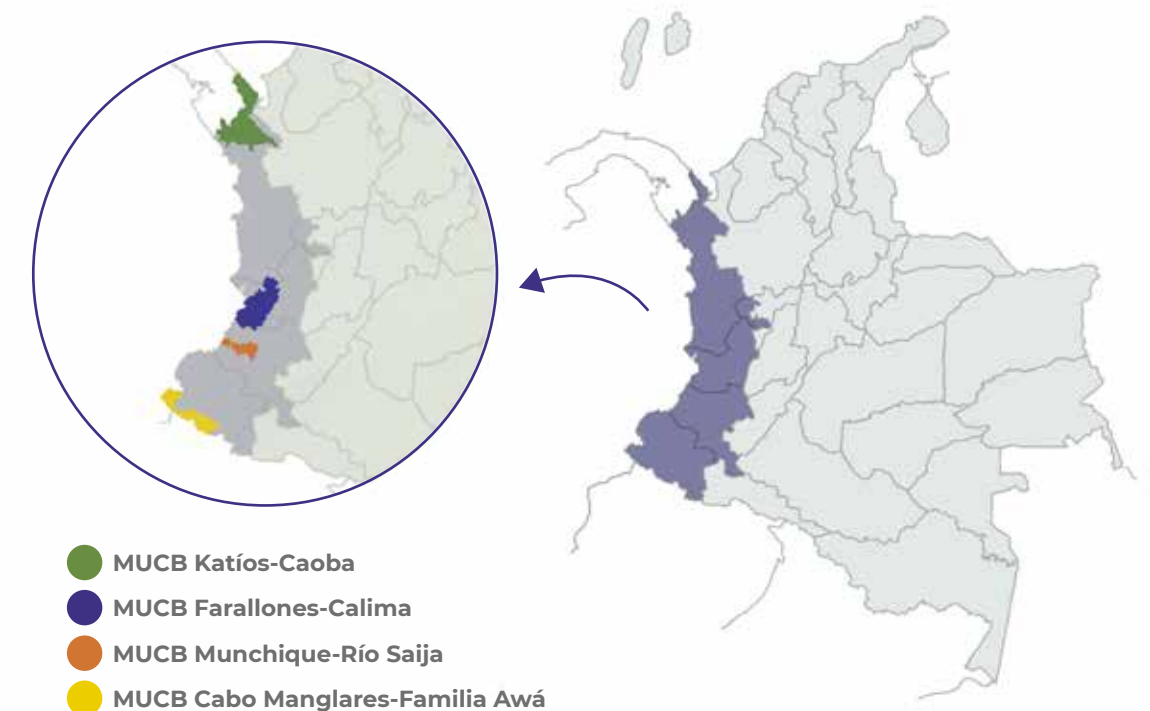 MUCB Katíos-Caoba
MUCB Farallones-Calima
MUCB Munchique-Río Saija
MUCB Cabo Manglares-Familia Awá